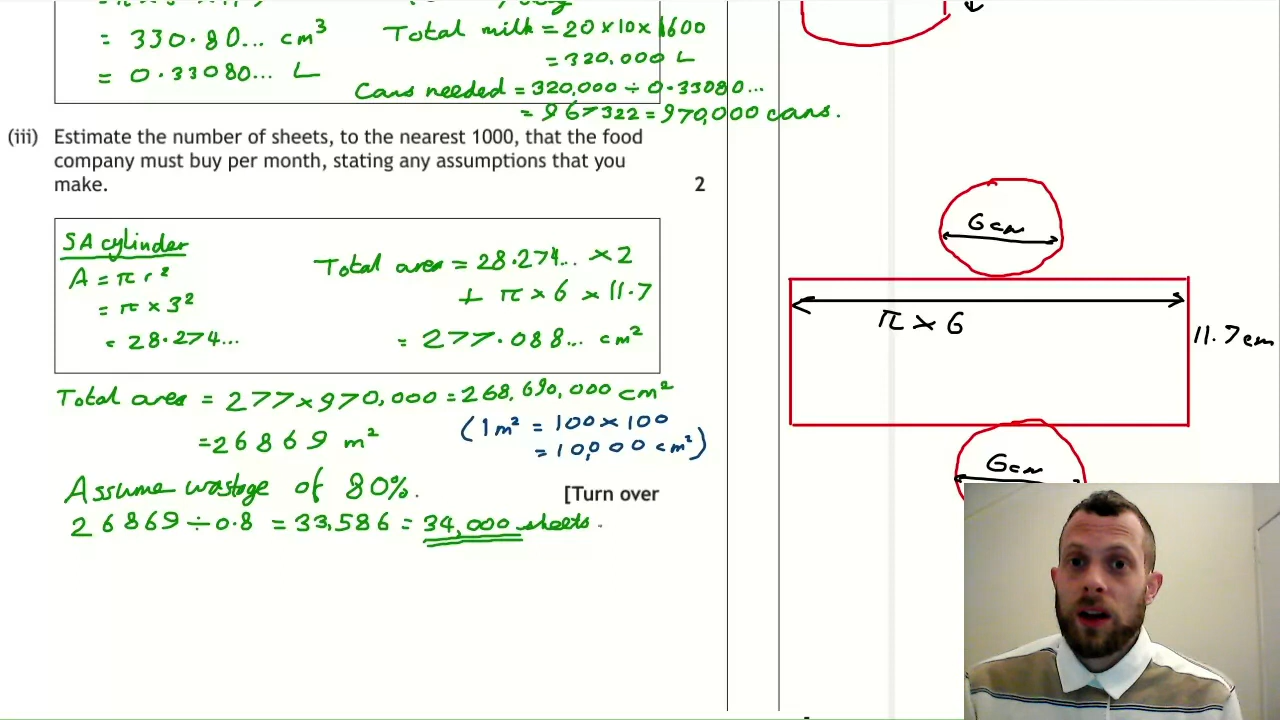 = 330.80... cm³
= 0.33080... L
Total milk = 20 × 10 × 1600
= 320,000 L
Cans needed = 320,000 ÷ 0.33080...
= 967322 = 970,000 cans.
(iii) Estimate the number of sheets, to the nearest 1000, that the food
company must buy per month, stating any assumptions that you
make. 2
SA cylinder
A = π r²
= π × 3²
= 28.274...
Total area = 28.274... × 2
+ π × 6 × 11.7
= 277.088... cm²
Total area = 277 × 970,000 = 268,690,000 cm²
= 26869 m²
(1m² = 100 × 100
= 10,000 cm²)
Assume wastage of 80%.
[Turn over
26869 ÷ 0.8 = 33,586 = 34,000 sheets.
6cm
π × 6
11.7cm
6cm